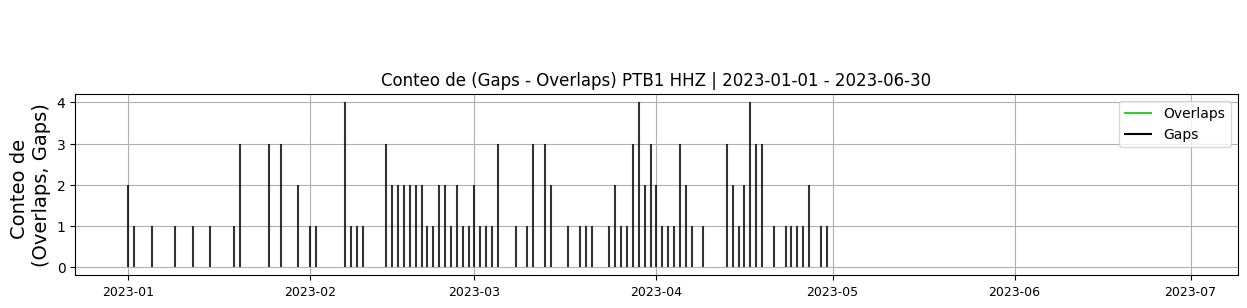 Conteo de (Gaps - Overlaps) PTB1 HHZ | 2023-01-01 - 2023-06-30
Conteo de
(Overlaps, Gaps)
4
3
2
1
0
Overlaps
Gaps
2023-01
2023-02
2023-03
2023-04
2023-05
2023-06
2023-07